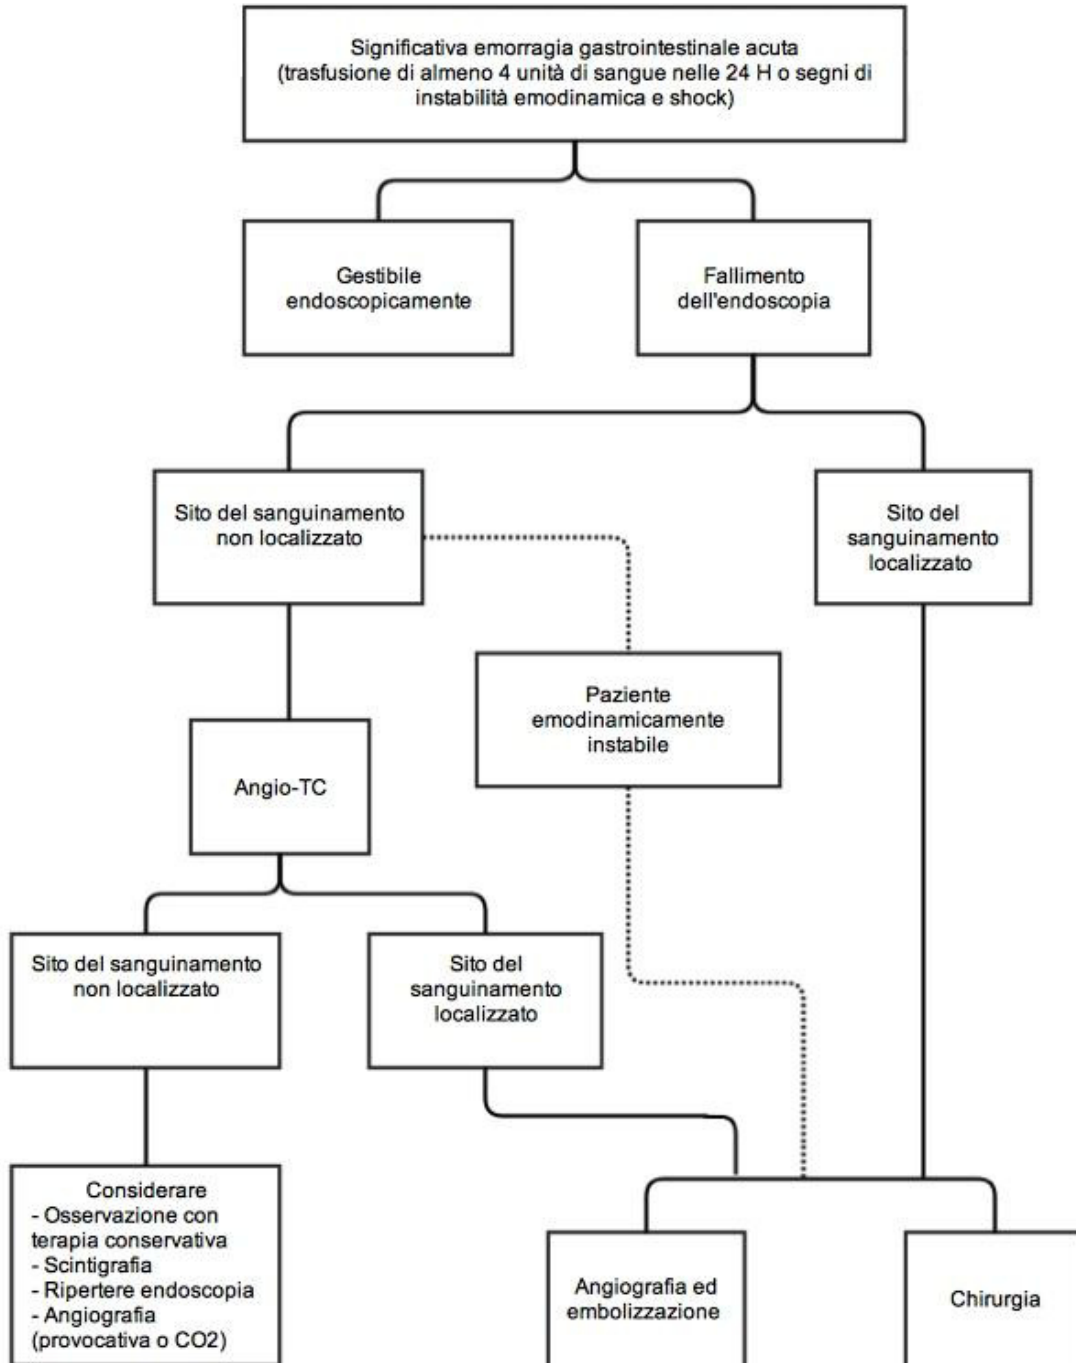 Significativa emorragia gastrointestinale acuta
(trasfusione di almeno 4 unità di sangue nelle 24 H o segni di
instabilità emodinamica e shock)
Gestibile
endoscopicamente
Fallimento
dell'endoscopia
Sito del sanguinamento
non localizzato
Sito del
sanguinamento
localizzato
Paziente
emodinamicamente
instabile
Angio-TC
Sito del sanguinamento
non localizzato
Sito del
sanguinamento
localizzato
Considerare
- Osservazione con
terapia conservativa
- Scintigrafia
- Ripertere endoscopia
- Angiografia
(provocativa o CO2)
Angiografia ed
embolizzazione
Chirurgia